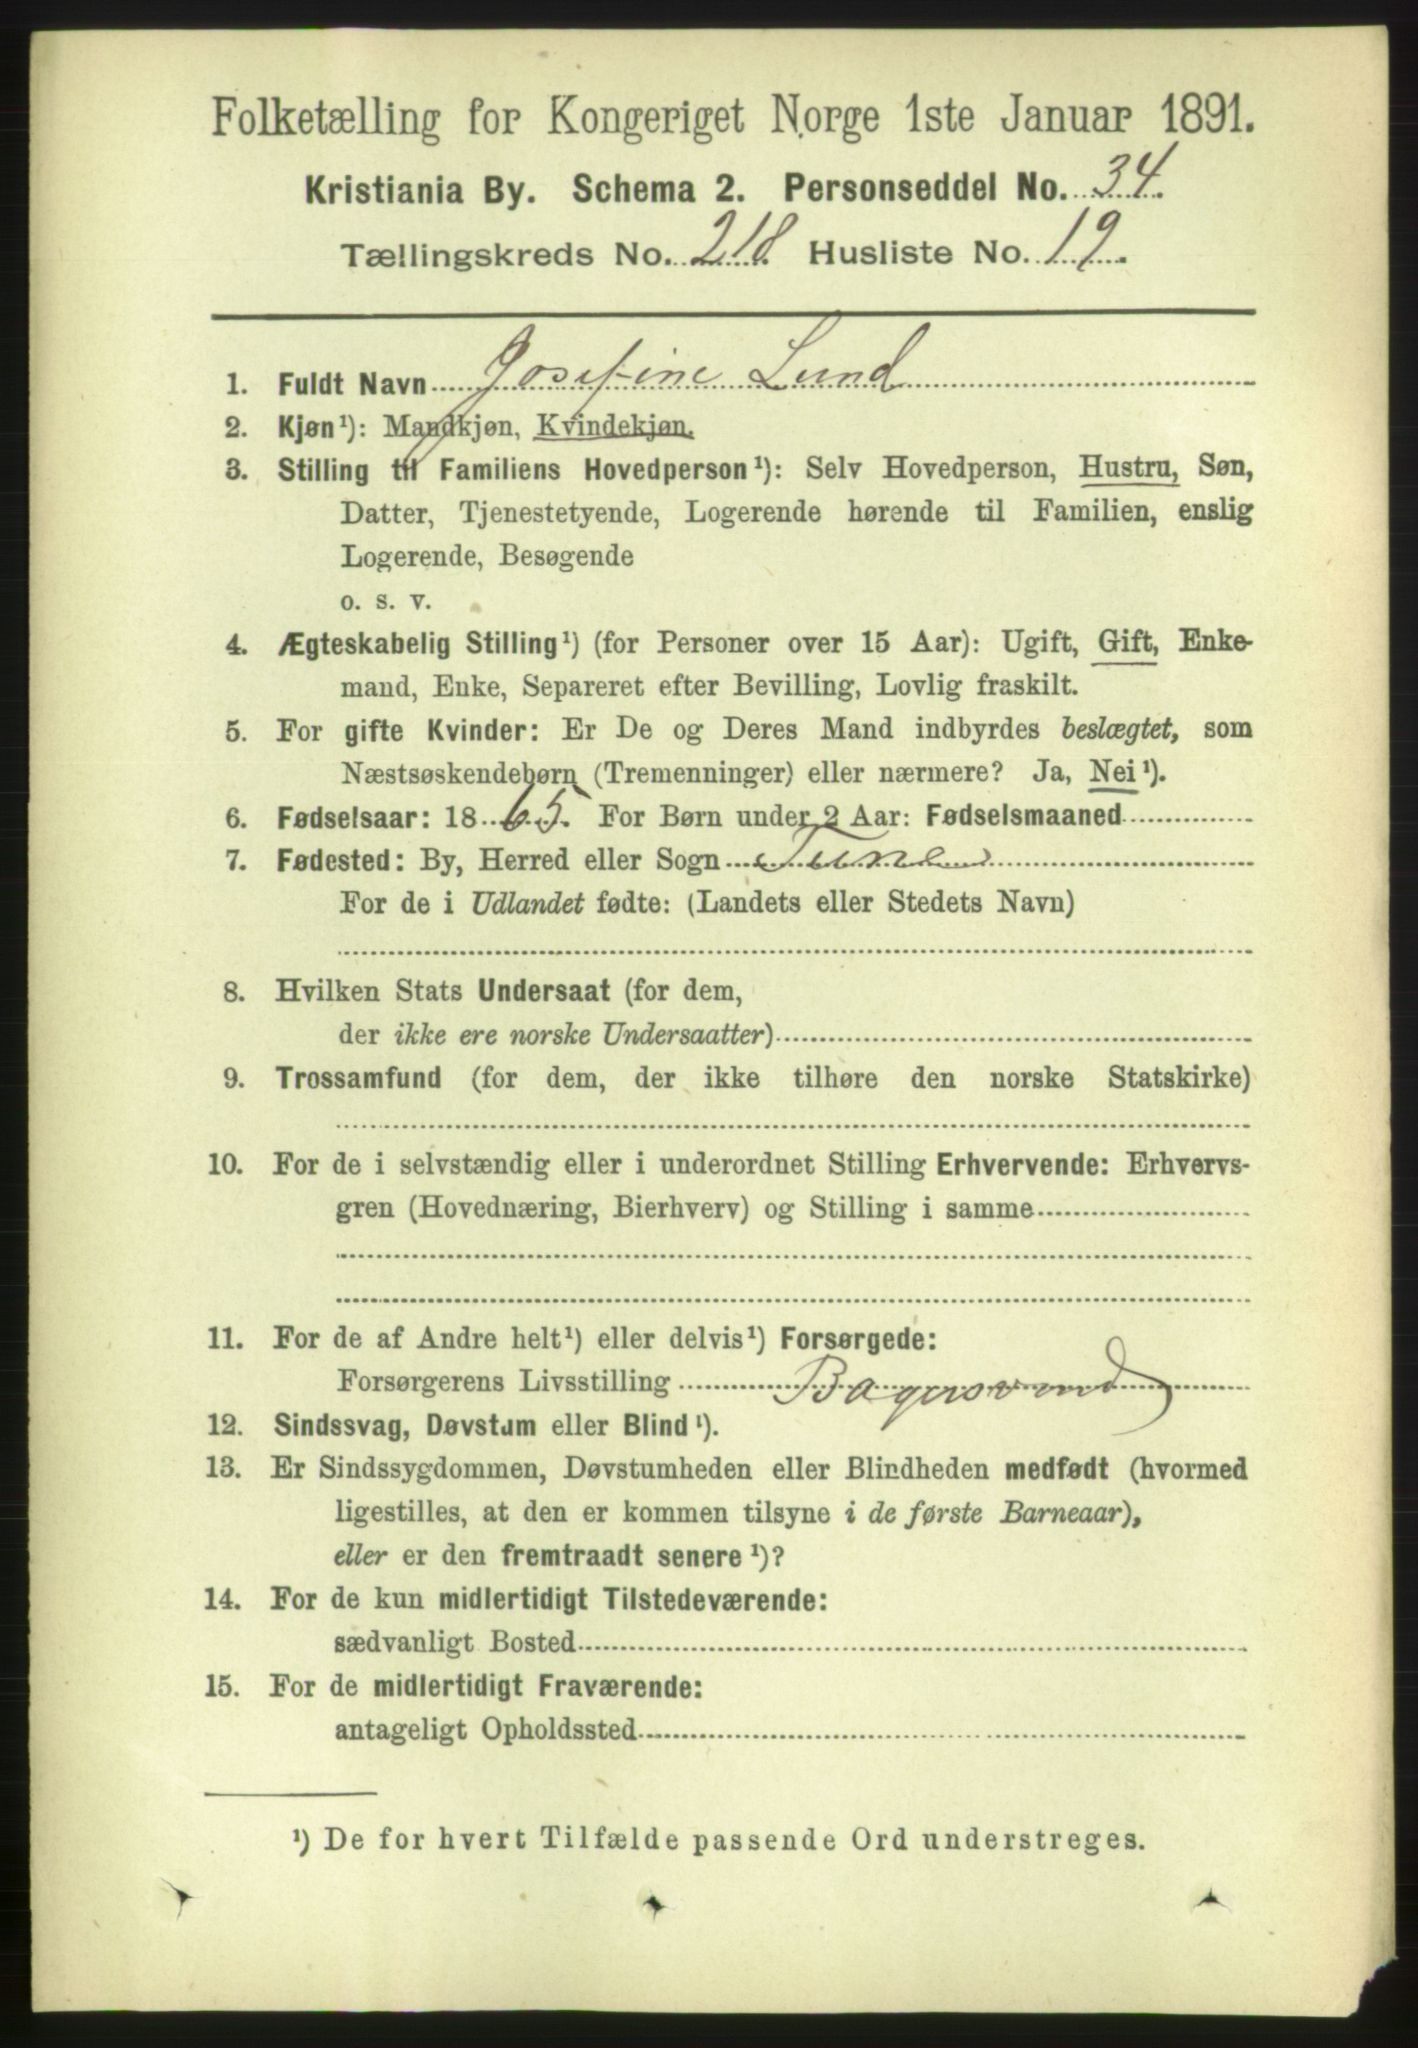 Folketælling for Kongeriget Norge 1ste Januar 1891.
Kristiania By. Schema 2. Personseddel No. 34.
Tællingskreds No. 218 Husliste No. 19.
1. Fuldt Navn Josefine Lund
2. Kjøn¹): Mandkjøn, Kvindekjøn.
3. Stilling til Familiens Hovedperson¹): Selv Hovedperson, Hustru, Søn,
Datter, Tjenestetyende, Logerende hørende til Familien, enslig
Logerende, Besøgende
o. s. v.
4. Ægteskabelig Stilling¹) (for Personer over 15 Aar): Ugift, Gift, Enke-
mand, Enke, Separeret efter Bevilling, Lovlig fraskilt.
5. For gifte Kvinder: Er De og Deres Mand indbyrdes beslægtet, som
Næstsøskendebørn (Tremenninger) eller nærmere? Ja, Nei¹).
6. Fødselsaar: 1865. For Børn under 2 Aar: Fødselsmaaned
7. Fødested: By, Herred eller Sogn Tune
For de i Udlandet fødte: (Landets eller Stedets Navn)
8. Hvilken Stats Undersaat (for dem,
der ikke ere norske Undersaatter)
9. Trossamfund (for dem, der ikke tilhøre den norske Statskirke)
10. For de i selvstændig eller i underordnet Stilling Erhvervende: Erhvervs-
gren (Hovednæring, Bierhverv) og Stilling i samme
11. For de af Andre helt¹) eller delvis¹) Forsørgede:
Forsørgerens Livsstilling Bagersvend
12. Sindssvag, Døvstum eller Blind¹).
13. Er Sindssygdommen, Døvstumheden eller Blindheden medfødt (hvormed
ligestilles, at den er kommen tilsyne i de første Barneaar),
eller er den fremtraadt senere¹)?
14. For de kun midlertidigt Tilstedeværende:
sædvanligt Bosted
15. For de midlertidigt Fraværende:
antageligt Opholdssted
¹) De for hvert Tilfælde passende Ord understreges.